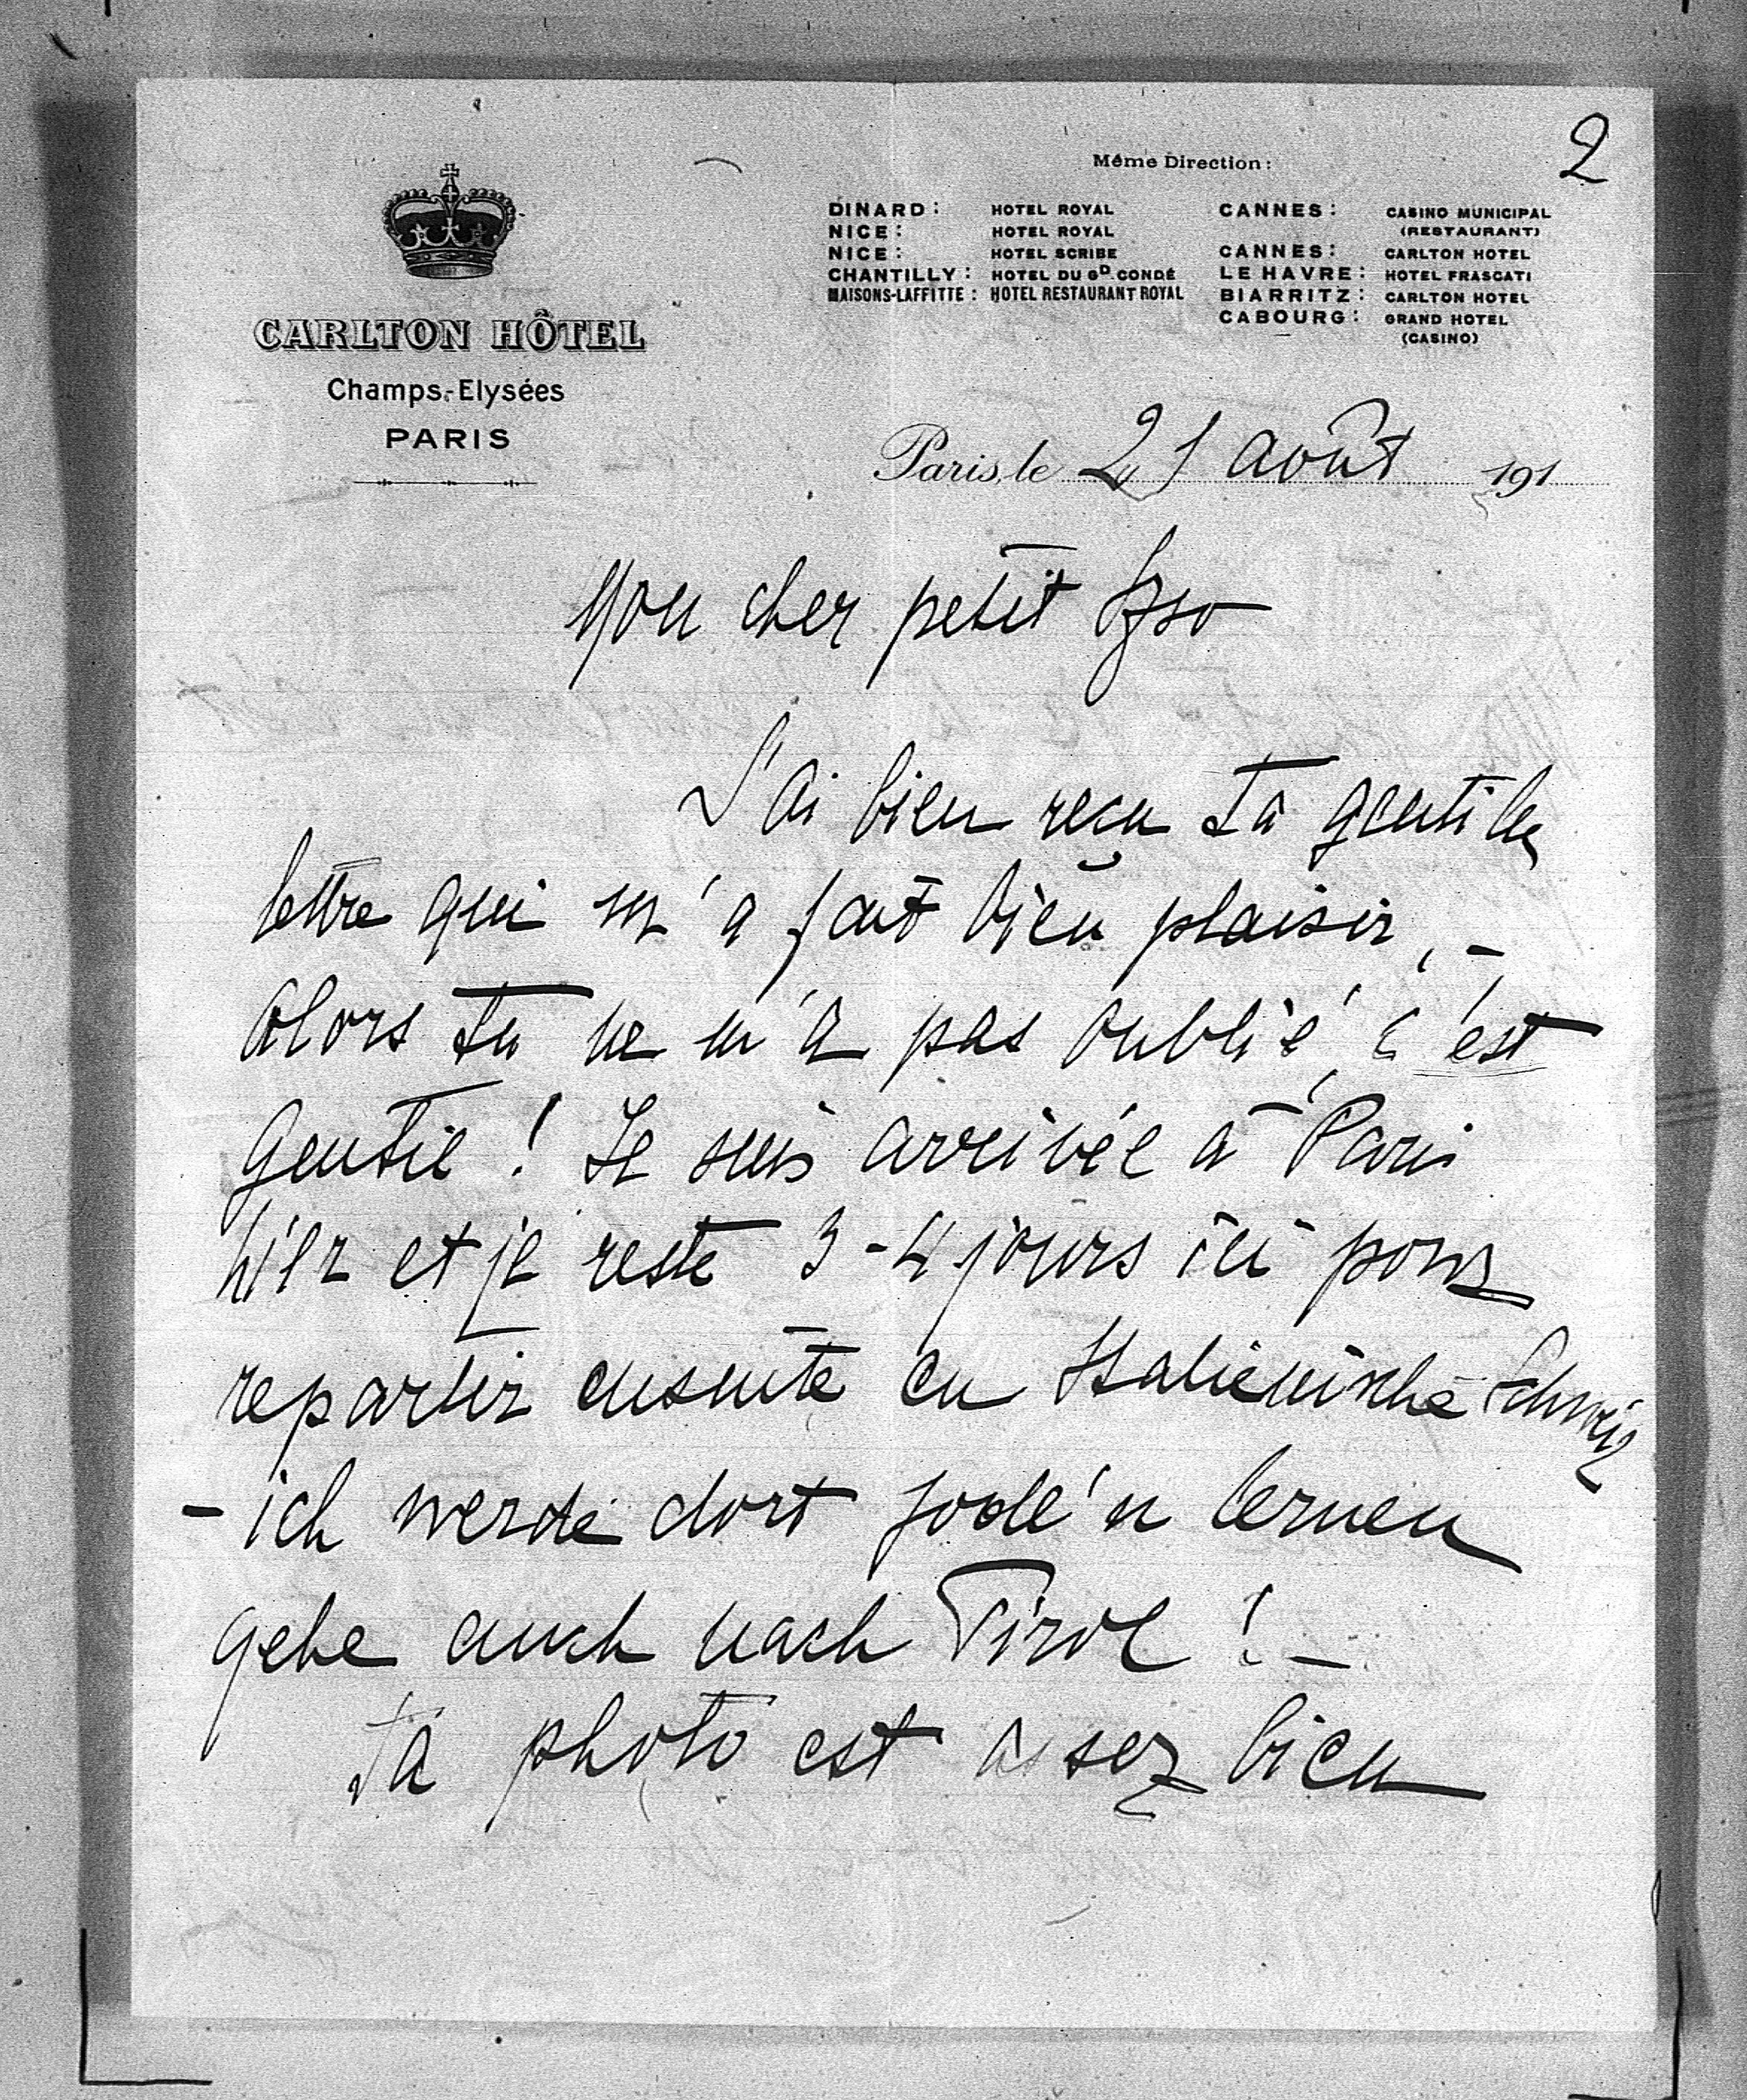 2
Même Direction:
DINARD: HOTEL ROYAL
NICE: HOTEL ROYAL
NICE: HOTEL SCRIBE
CHANTILLY: HOTEL DU GD CONDÉ
MAISONS-LAFFITTE: HOTEL RESTAURANT ROYAL
CANNES: CASINO MUNICIPAL
(RESTAURANT)
CANNES: CARLTON HOTEL
LE HAVRE: HOTEL FRASCATI
BIARRITZ: CARLTON HOTEL
CABOURG: GRAND HOTEL
(CASINO)
CARLTON HÔTEL
Champs-Elysées
PARIS
Paris, le 21 août 191
Mon cher petit
J'ai bien reçu ta gentille
lettre qui m'a fait bien plaisir, -
alors tu ne m'a pas oublié, c'est
gentil! Je suis arrivée à Paris
hier et je reste 3-4 jours ici pour
repartir ensuite en Italienische Schweiz
- ich werde dort jode'n lernen
gehe auch nach Tirol! -
ta photo est assez bien